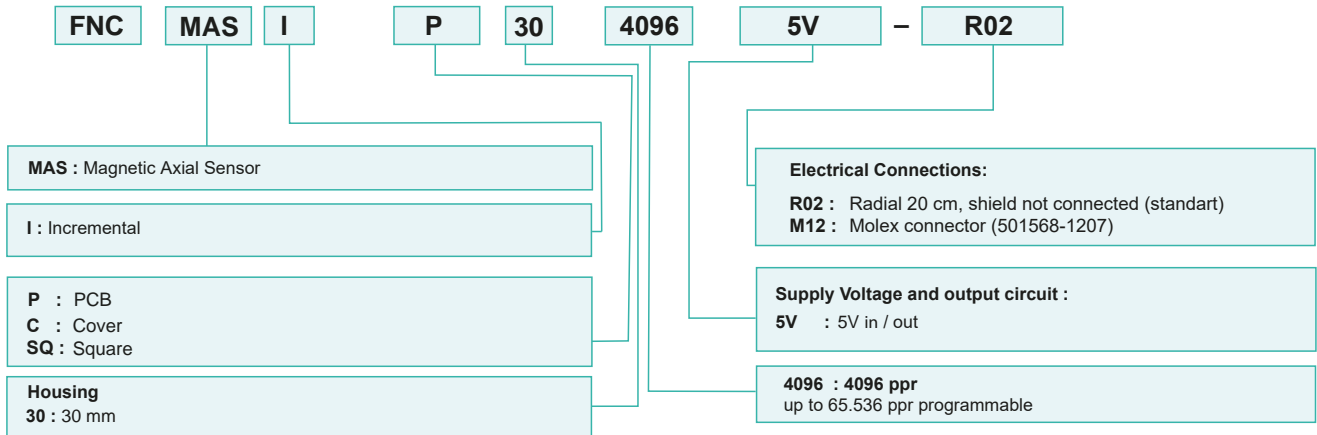 FNC MAS I P 30 4096 5V – R02
MAS : Magnetic Axial Sensor
I : Incremental
P : PCB
C : Cover
SQ : Square
Housing
30 : 30 mm
Electrical Connections:
R02 : Radial 20 cm, shield not connected (standart)
M12 : Molex connector (501568-1207)
Supply Voltage and output circuit :
5V : 5V in / out
4096 : 4096 ppr
up to 65.536 ppr programmable